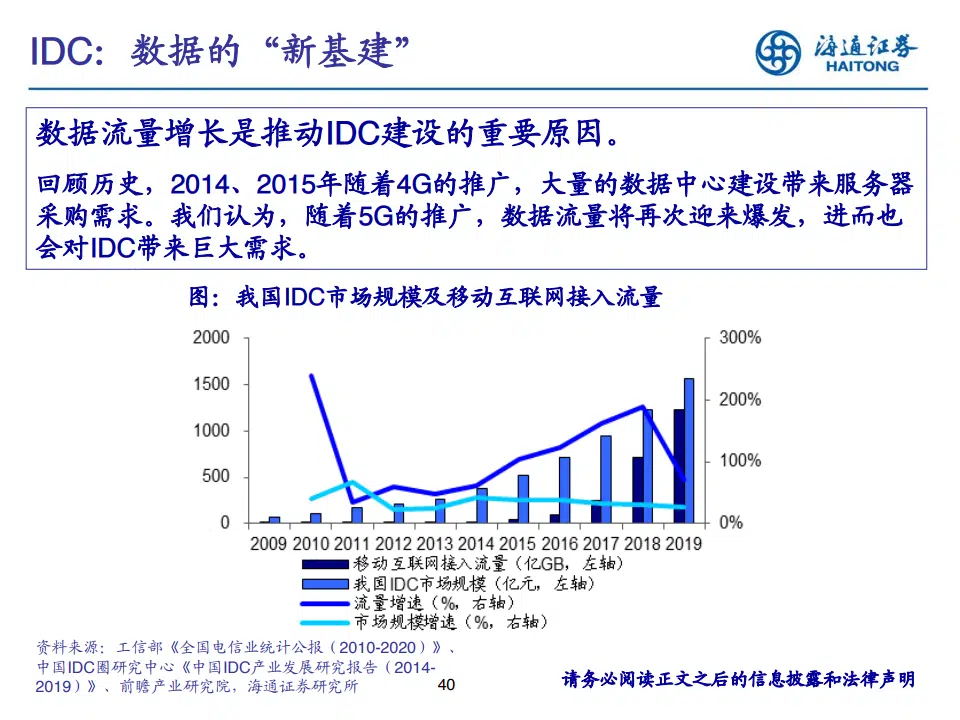 IDC：数据的“新基建”
海通证券
HAITONG
数据流量增长是推动IDC建设的重要原因。
回顾历史，2014、2015年随着4G的推广，大量的数据中心建设带来服务器
采购需求。我们认为，随着5G的推广，数据流量将再次迎来爆发，进而也
会对IDC带来巨大需求。
图：我国IDC市场规模及移动互联网接入流量
2000
1500
1000
500
0
300%
200%
100%
0%
2009 2010 2011 2012 2013 2014 2015 2016 2017 2018 2019
移动互联网接入流量（亿GB，左轴）
我国IDC市场规模（亿元，左轴）
流量增速（%，右轴）
市场规模增速（%，右轴）
资料来源：工信部《全国电信业统计公报（2010-2020）》、
中国IDC圈研究中心《中国IDC产业发展研究报告（2014-
2019）》、前瞻产业研究院，海通证券研究所
40
请务必阅读正文之后的信息披露和法律声明